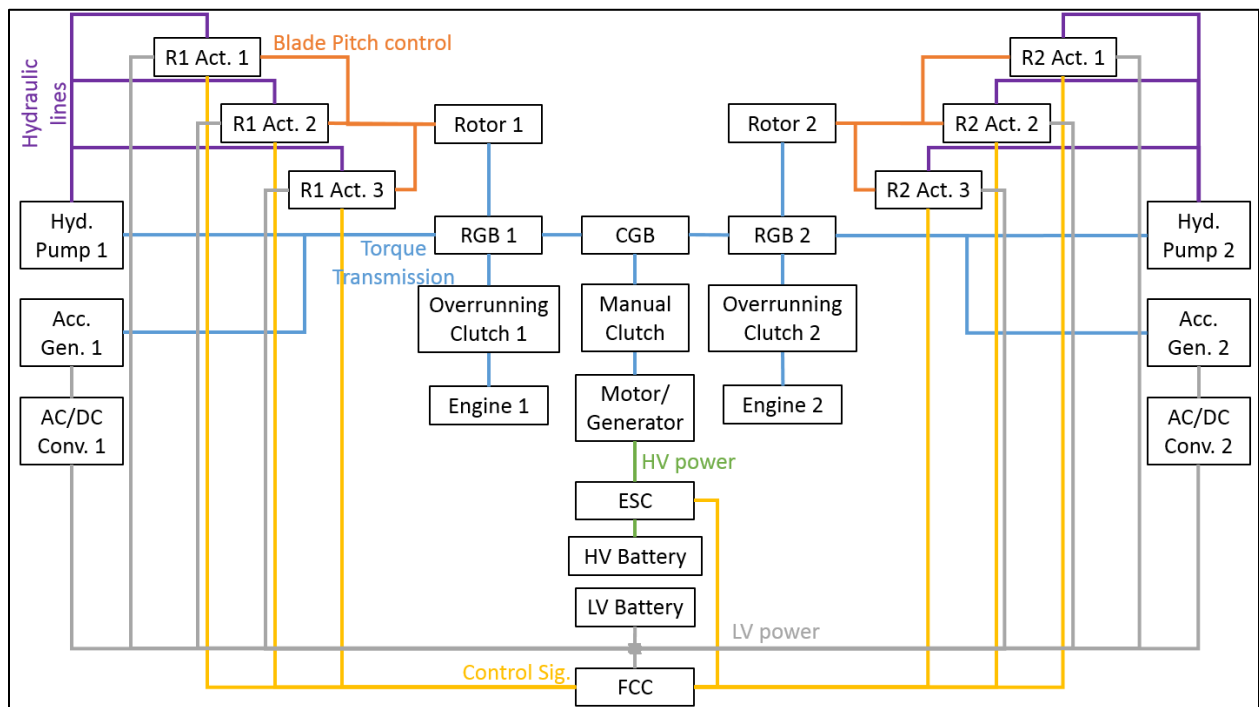 R1 Act. 1
Blade Pitch control
R2 Act. 1
Hydraulic
lines
R1 Act. 2
Rotor 1
Rotor 2
R2 Act. 2
R1 Act. 3
R2 Act. 3
Hyd.
Pump 1
RGB 1
CGB
RGB 2
Hyd.
Pump 2
Torque
Transmission
Acc.
Gen. 1
Overrunning
Clutch 1
Manual
Clutch
Overrunning
Clutch 2
Acc.
Gen. 2
AC/DC
Conv. 1
Engine 1
Motor/
Generator
Engine 2
AC/DC
Conv. 2
HV power
ESC
HV Battery
LV Battery
LV power
Control Sig.
FCC